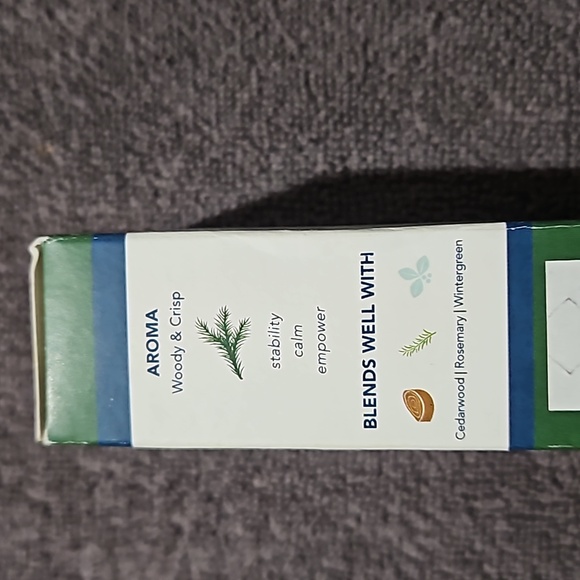 AROMA
Woody & Crisp
stability
calm
empower
BLENDS WELL WITH
Cedarwood | Rosemary | Wintergreen